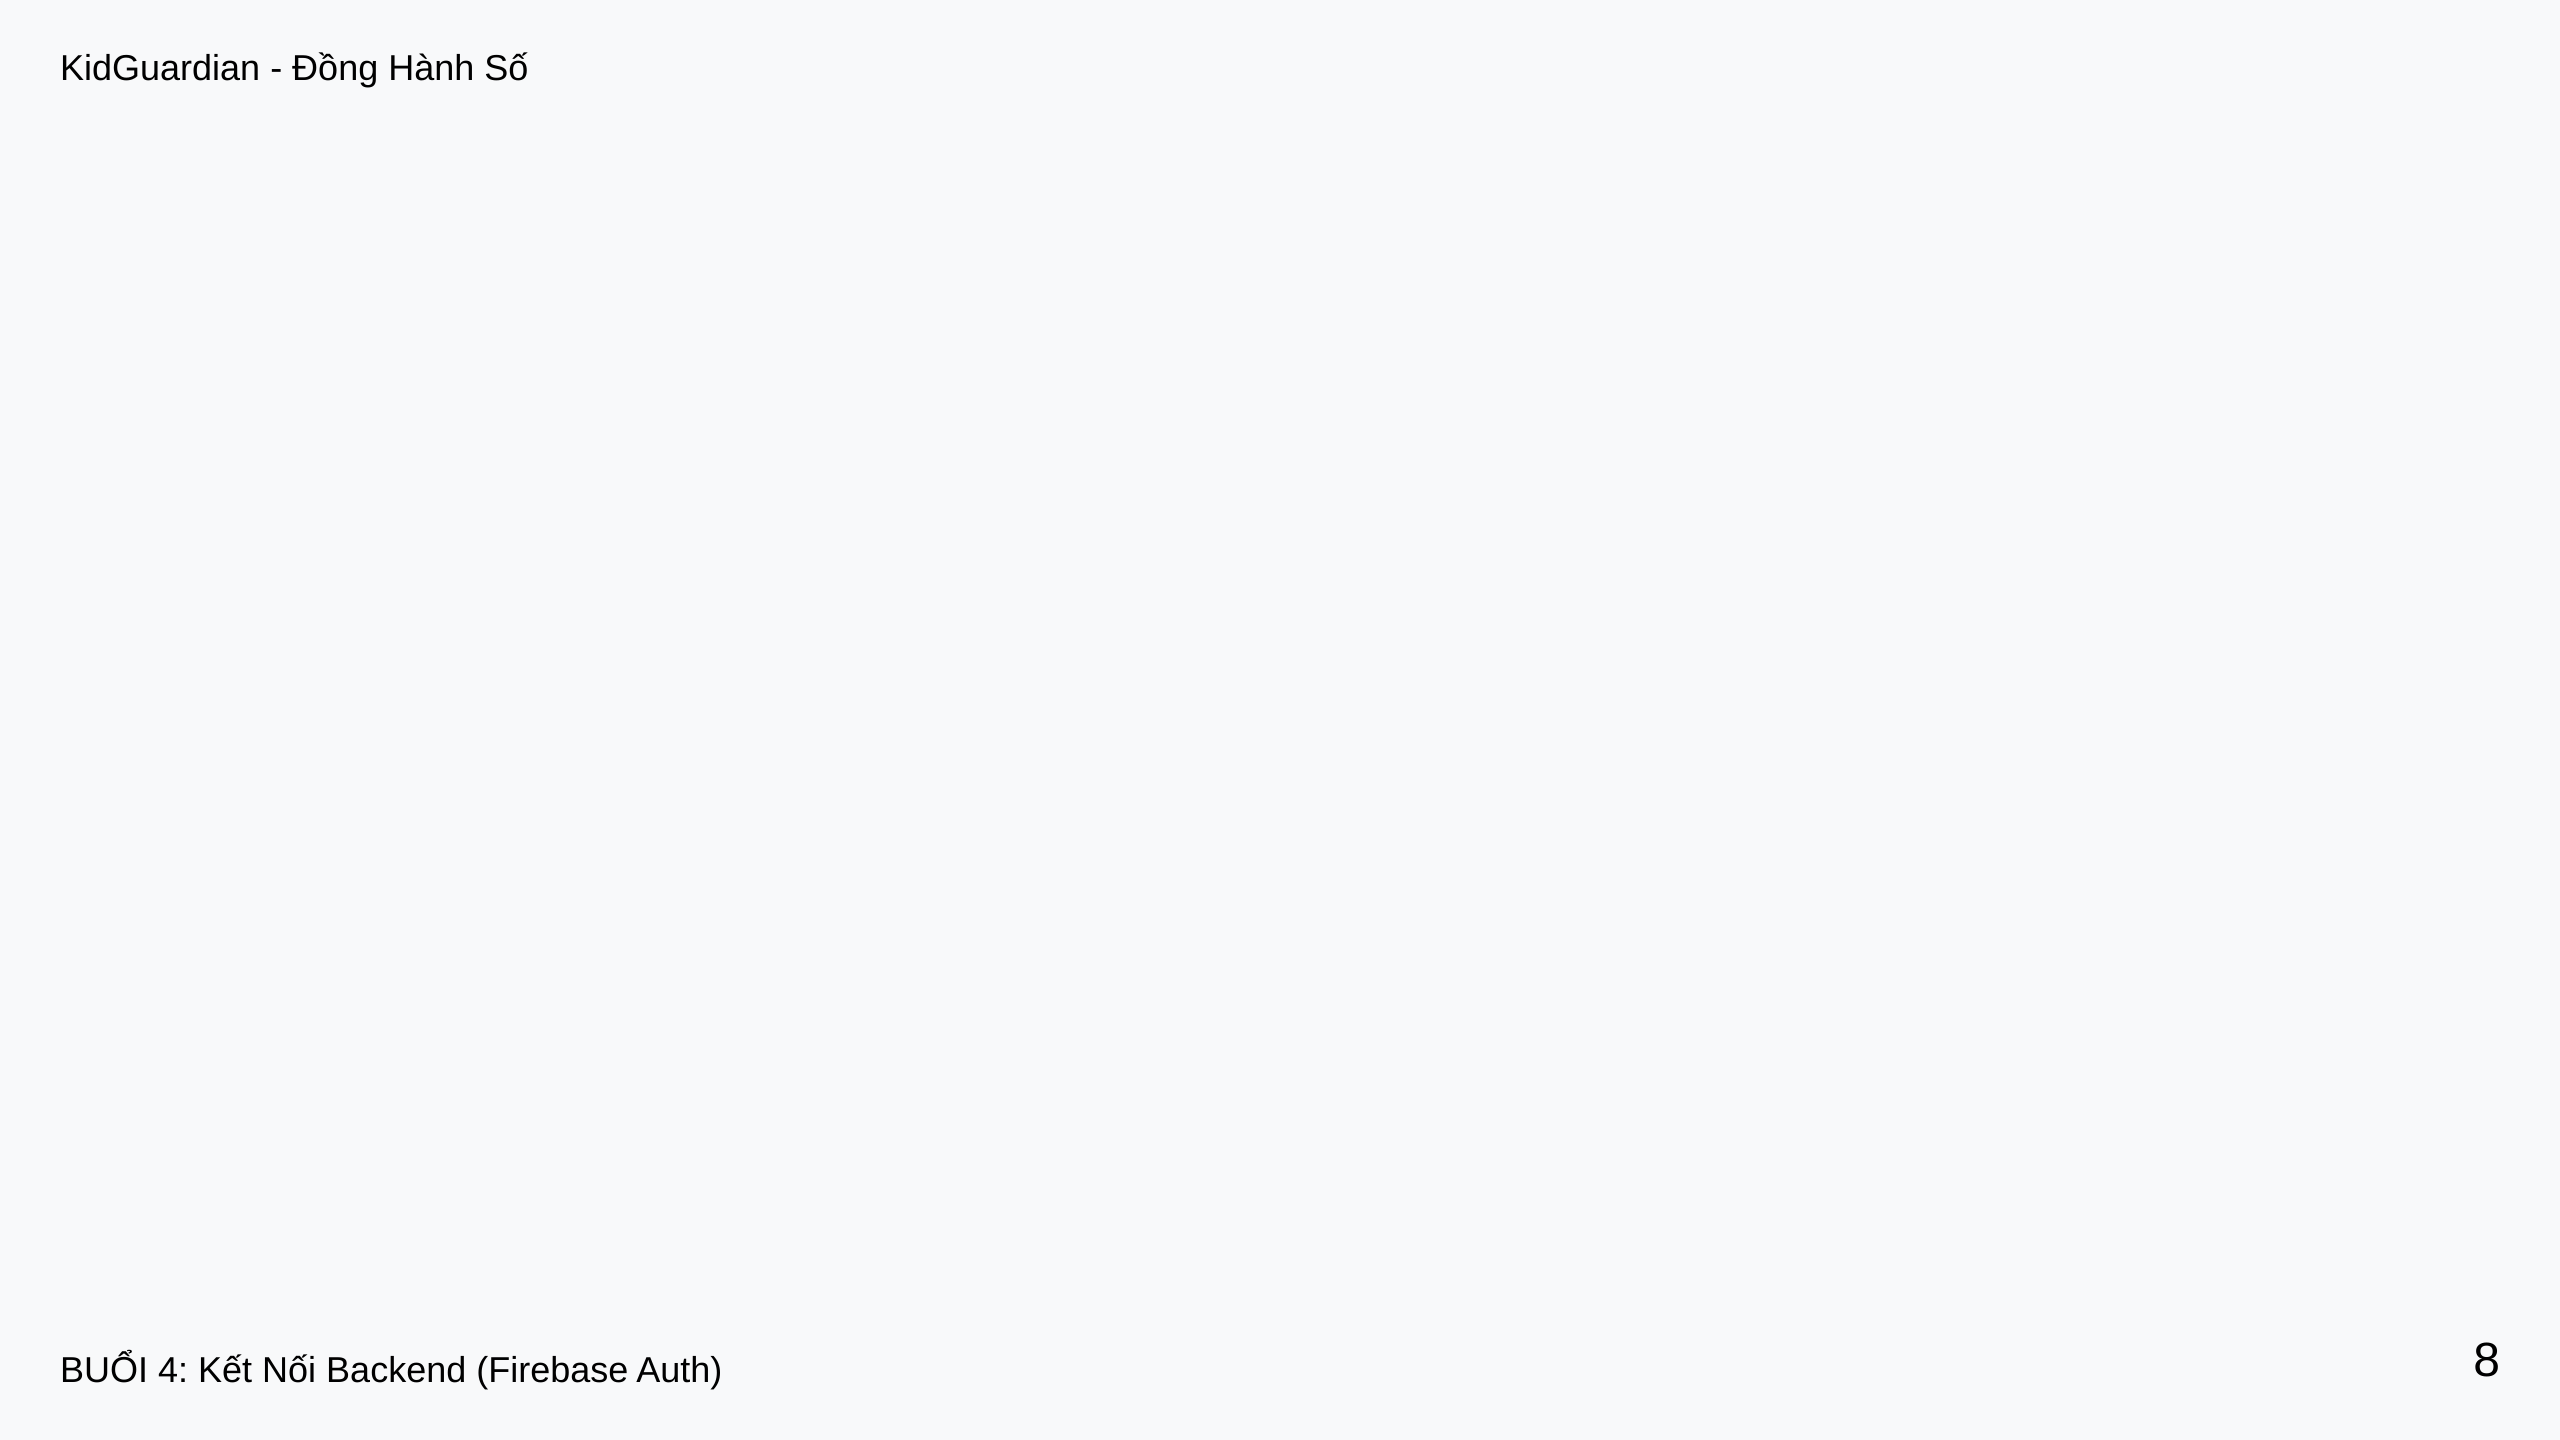 KidGuardian - Đồng Hành Số
BUỔI 4: Kết Nối Backend (Firebase Auth)
8